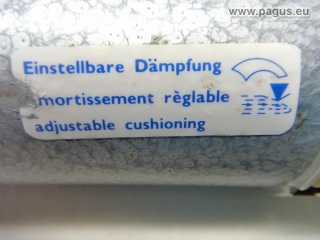 www.pagus.eu
Einstellbare Dämpfung
mortissement règlable
adjustable cushioning